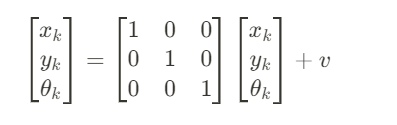 x_k 1 0 0 x_k
y_k = 0 1 0 y_k + v
θ_k 0 0 1 θ_k